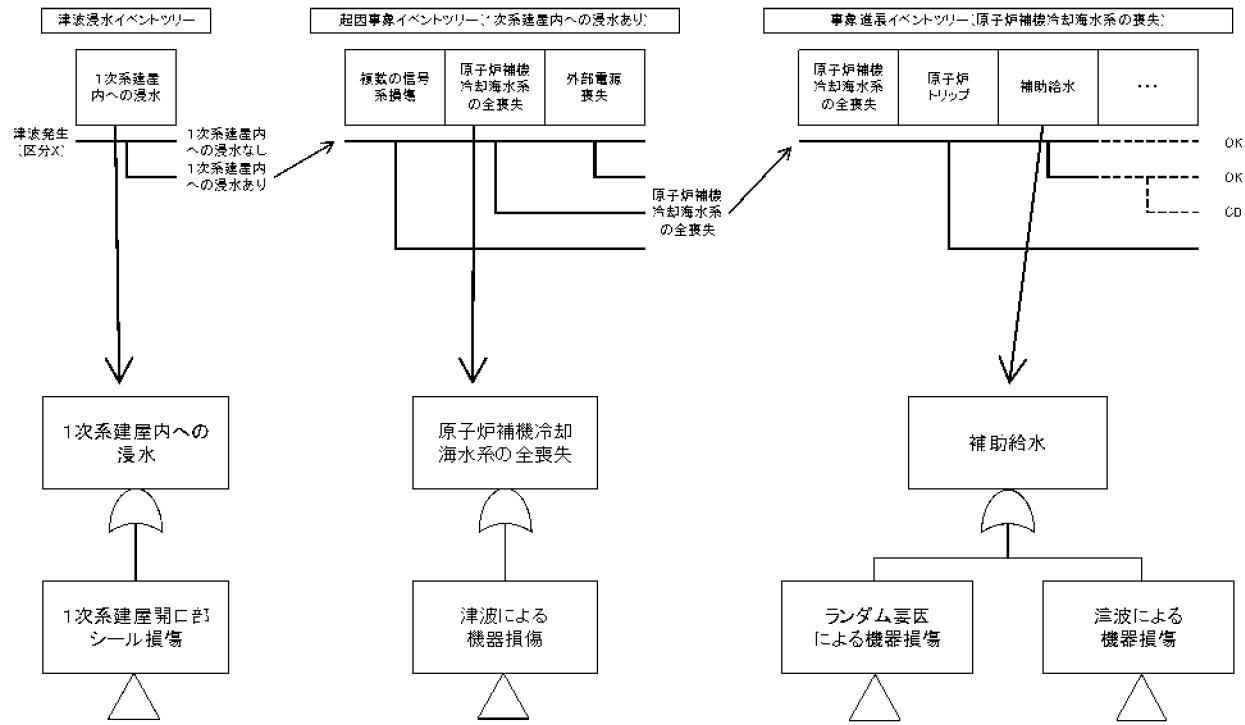 津波浸水イベントツリー
起因事象イベントツリー(1次系建屋内への浸水あり)
事象進展イベントツリー(原子炉補機冷却海水系の喪失)
1次系建屋
内への浸水
複数の信号
系損傷
原子炉補機
冷却海水系
の全喪失
外部電源
喪失
原子炉補機
冷却海水系
の全喪失
原子炉
トリップ
補助給水
・・・
津波発生
(区分X)
1次系建屋内
への浸水なし
1次系建屋内
への浸水あり
原子炉補機
冷却海水系
の全喪失
OK
OK
CD
1次系建屋内への
浸水
原子炉補機冷却
海水系の全喪失
補助給水
1次系建屋開口部
シール損傷
津波による
機器損傷
ランダム要因
による機器損傷
津波による
機器損傷